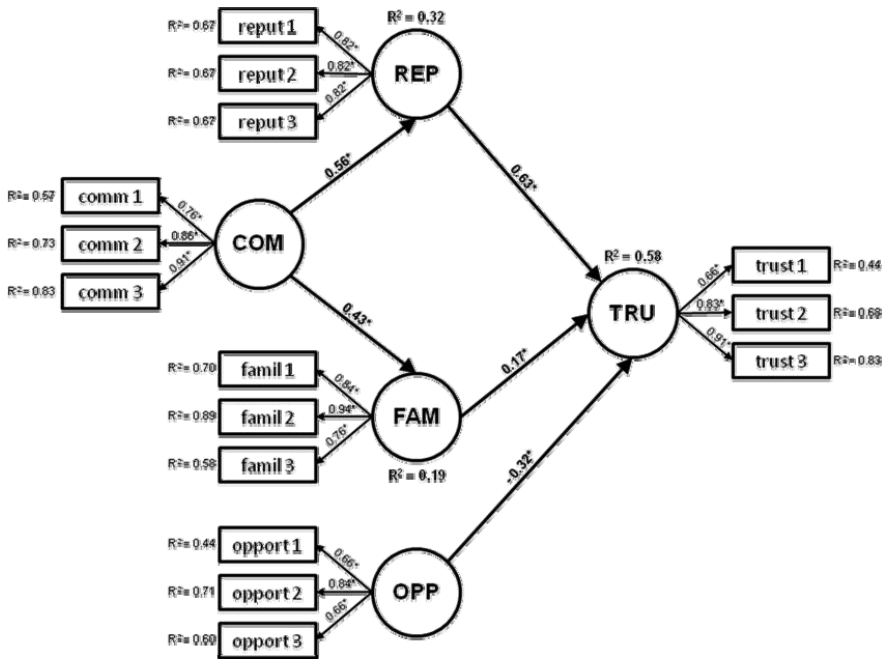 R² = 0.32
R²= 0.67 reput 1 0.82*
R²= 0.67 reput 2 0.82* REP
R²= 0.67 reput 3 0.82*
0.56* 0.63*
R²= 0.57 comm 1 0.76*
R²= 0.73 comm 2 0.86* COM
R²= 0.83 comm 3 0.91*
R² = 0.58
0.66* trust 1 R²= 0.44
TRU 0.83* trust 2 R²= 0.68
0.91* trust 3 R²= 0.83
0.43* 0.17*
R²= 0.70 famil 1 0.84*
R²= 0.89 famil 2 0.94* FAM
R²= 0.58 famil 3 0.76*
R² = 0.19
-0.32*
R²= 0.44 opport 1 0.66*
R²= 0.71 opport 2 0.84* OPP
R²= 0.60 opport 3 0.66*